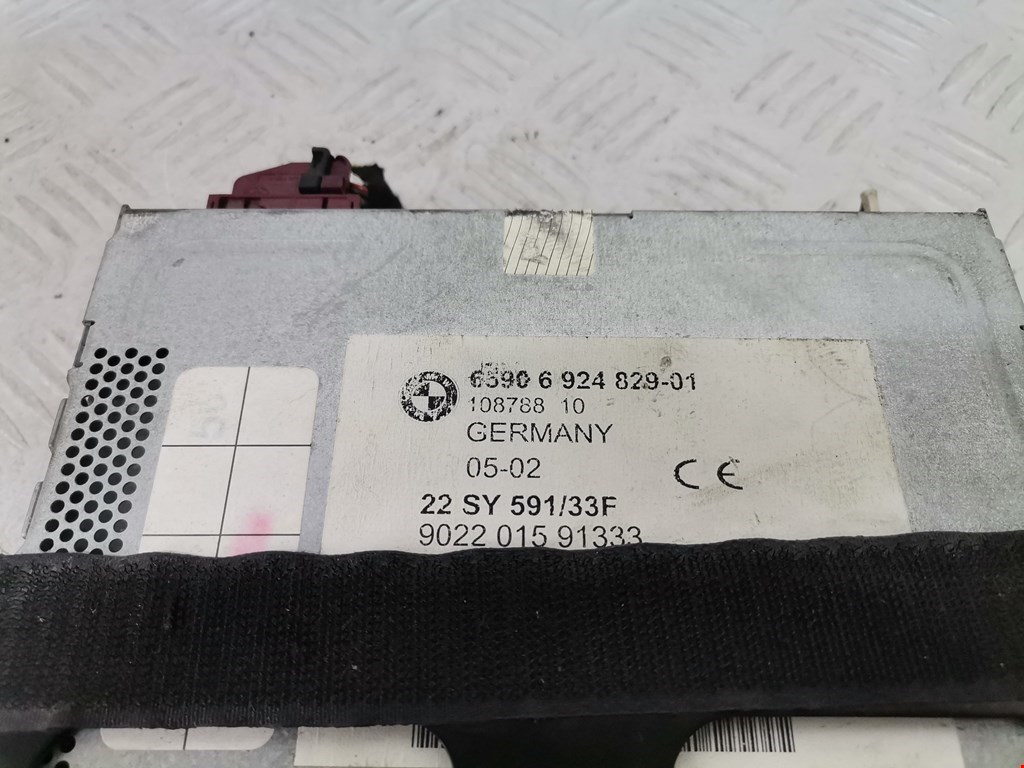 6590 6 924 829-01
108788 10
GERMANY
05-02
CE
22 SY 591/33F
9022 015 91333